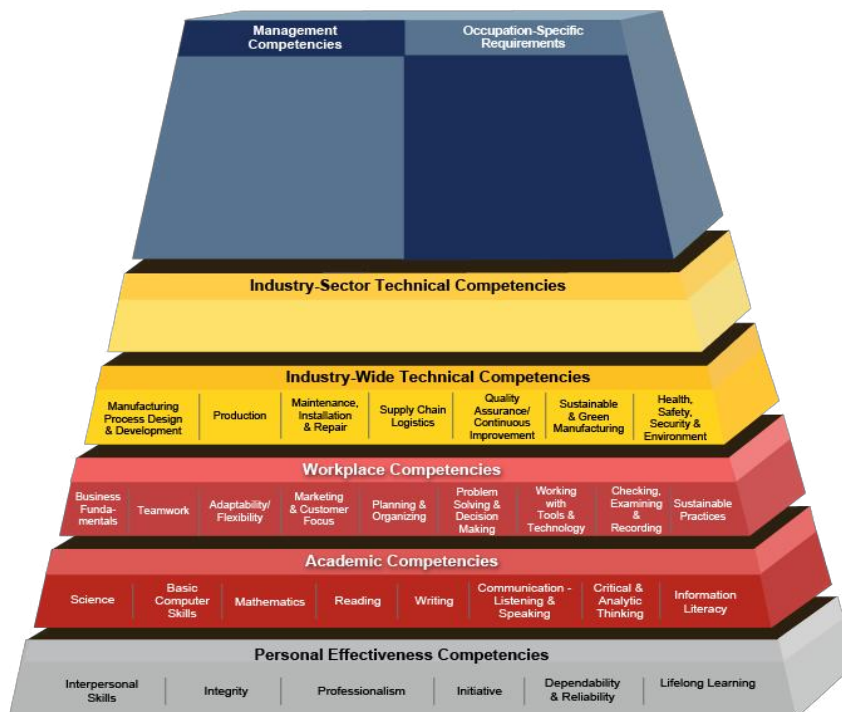 Management
Competencies
Occupation-Specific
Requirements
Industry-Sector Technical Competencies
Industry-Wide Technical Competencies
Manufacturing
Process Design
& Development
Production
Maintenance,
Installation
& Repair
Supply Chain
Logistics
Quality
Assurance/
Continuous
Improvement
Sustainable
& Green
Manufacturing
Health,
Safety,
Security &
Environment
Workplace Competencies
Business
Funda-
mentals
Teamwork
Adaptability/
Flexibility
Marketing
& Customer
Focus
Planning &
Organizing
Problem
Solving &
Decision
Making
Working
with
Tools &
Technology
Checking,
Examining
&
Recording
Sustainable
Practices
Academic Competencies
Science
Basic
Computer
Skills
Mathematics
Reading
Writing
Communication -
Listening &
Speaking
Critical &
Analytic
Thinking
Information
Literacy
Personal Effectiveness Competencies
Interpersonal
Skills
Integrity
Professionalism
Initiative
Dependability
& Reliability
Lifelong Learning